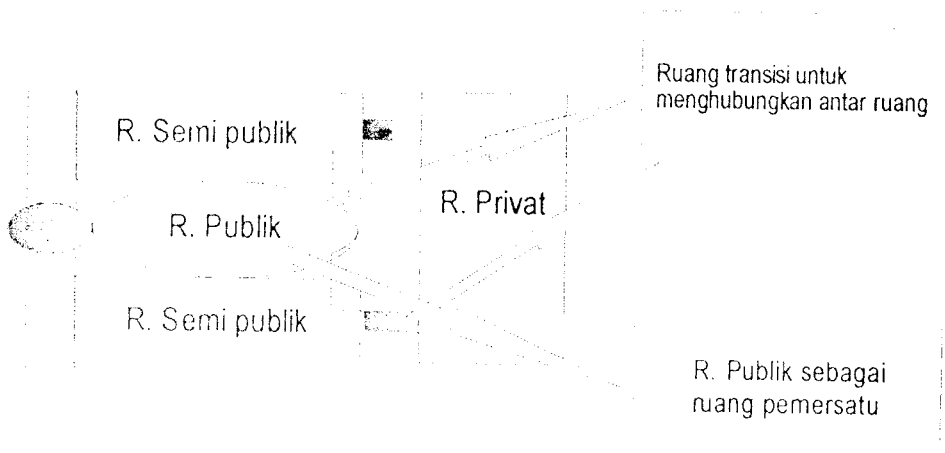 Ruang transisi untuk
menghubungkan antar ruang
R. Semi publik
R. Privat
R. Publik
R. Semi publik
R. Publik sebagai
ruang pemersatu